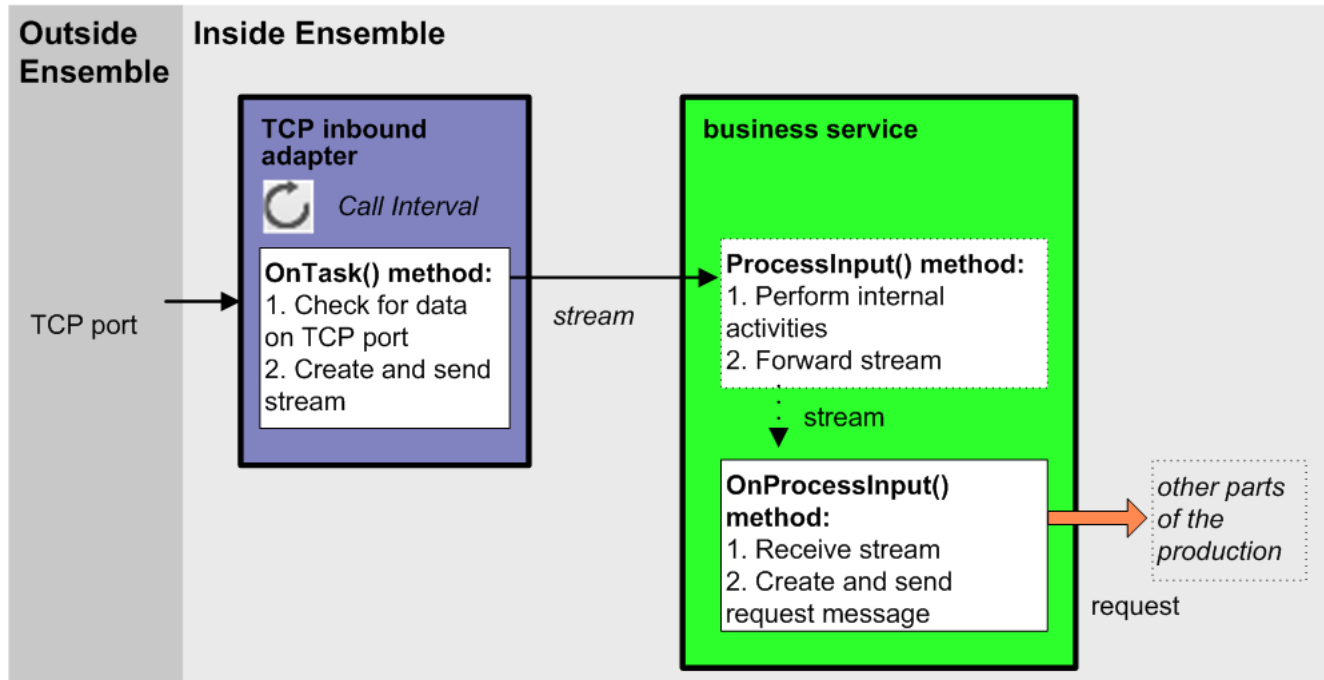 Outside
Ensemble
Inside Ensemble
TCP port
TCP inbound
adapter
Call Interval
OnTask() method:
1. Check for data
on TCP port
2. Create and send
stream
stream
business service
ProcessInput() method:
1. Perform internal
activities
2. Forward stream
stream
OnProcessInput()
method:
1. Receive stream
2. Create and send
request message
request
other parts
of the
production